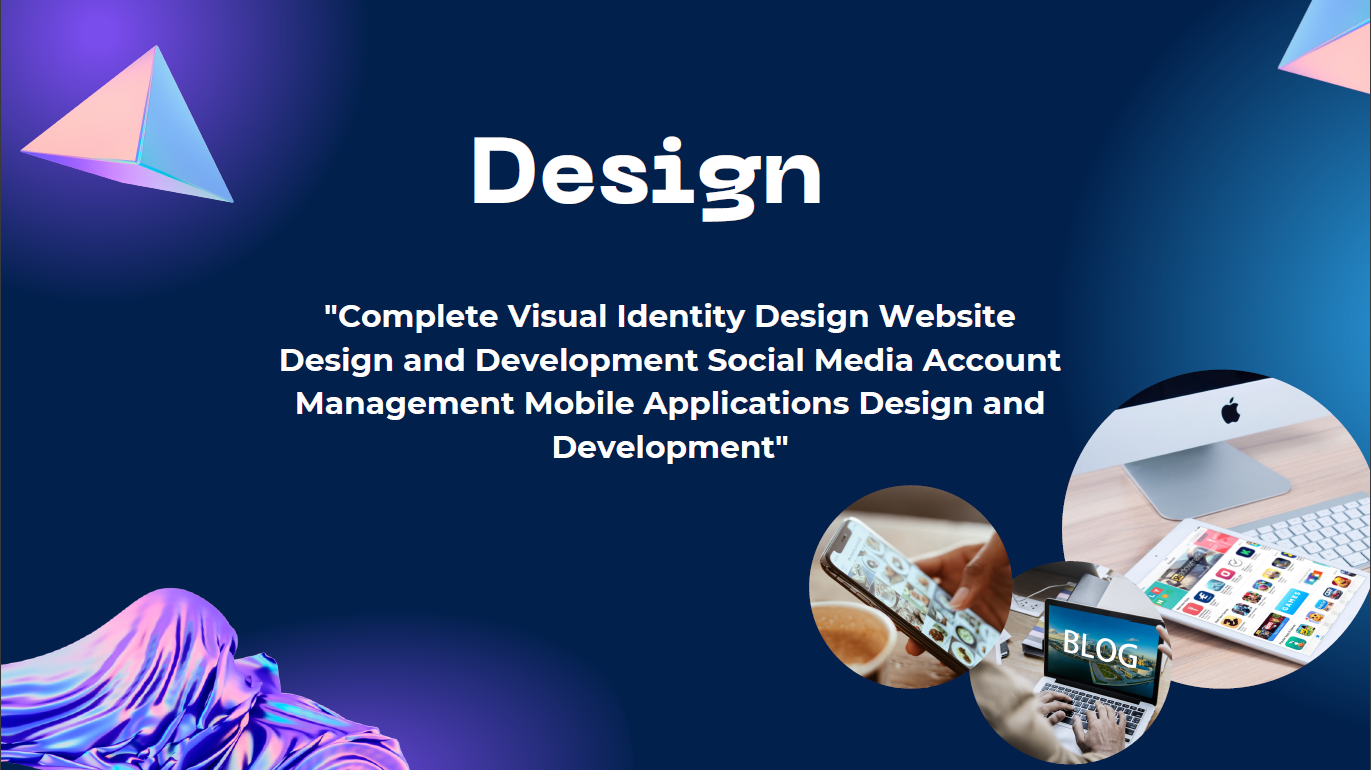 Design
"Complete Visual Identity Design Website
Design and Development Social Media Account
Management Mobile Applications Design and
Development"
BLOG
GAMES